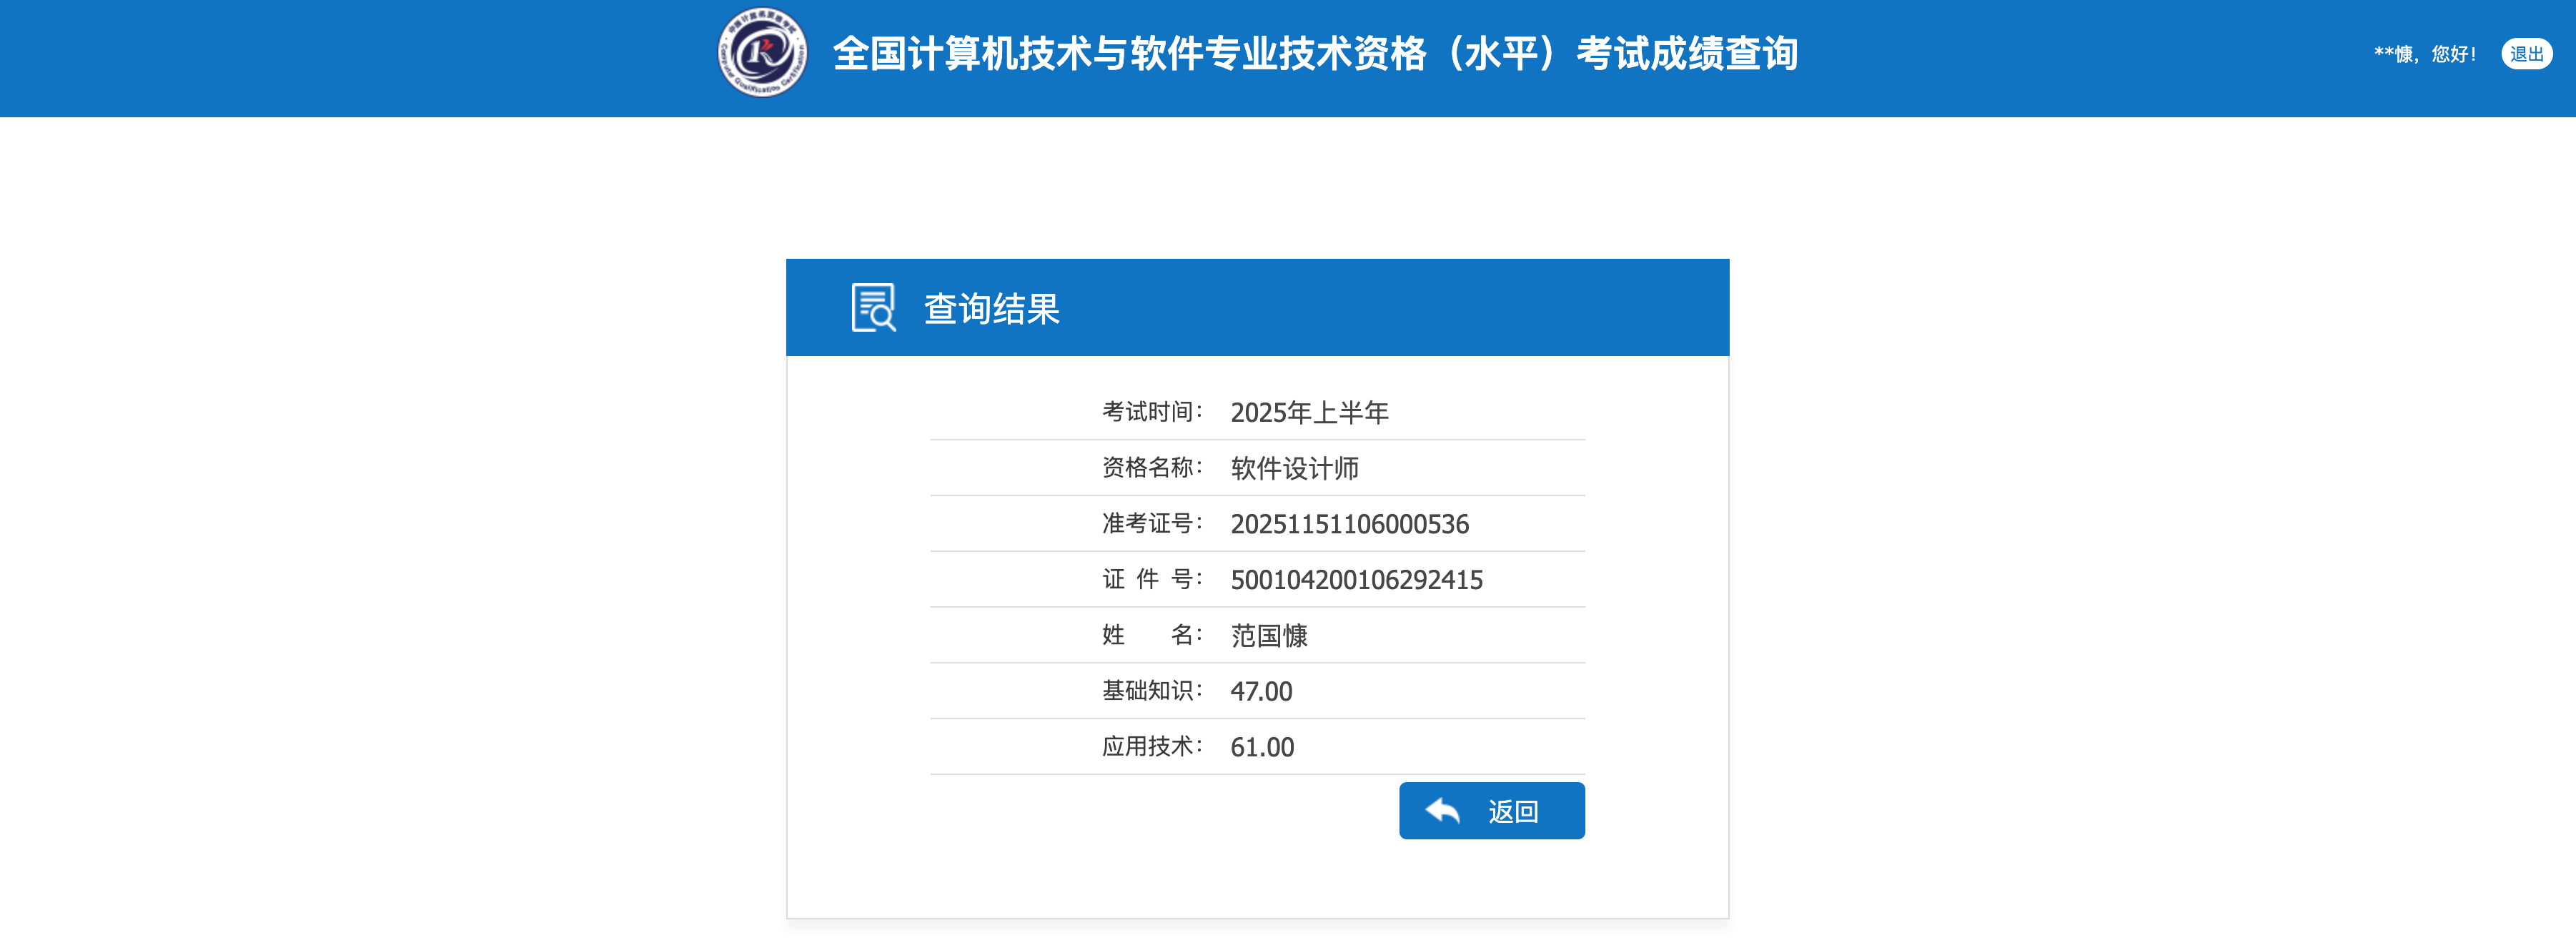 全国计算机技术与软件专业技术资格（水平）考试成绩查询
**慷，您好！ 退出
查询结果
考试时间： 2025年上半年
资格名称： 软件设计师
准考证号： 20251151106000536
证 件 号： 500104200106292415
姓 名： 范国慷
基础知识： 47.00
应用技术： 61.00
返回